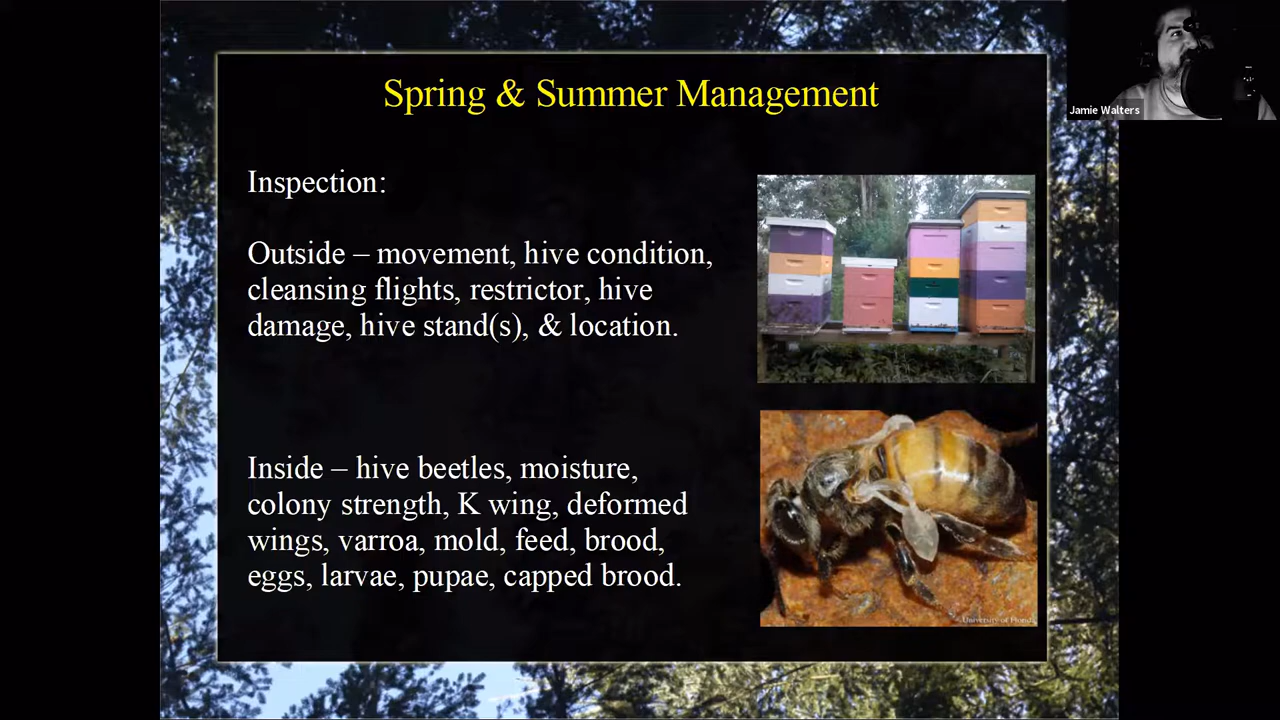 Spring & Summer Management
Jamie Walters
Inspection:
Outside – movement, hive condition,
cleansing flights, restrictor, hive
damage, hive stand(s), & location.
Inside – hive beetles, moisture,
colony strength, K wing, deformed
wings, varroa, mold, feed, brood,
eggs, larvae, pupae, capped brood.
University of Florida